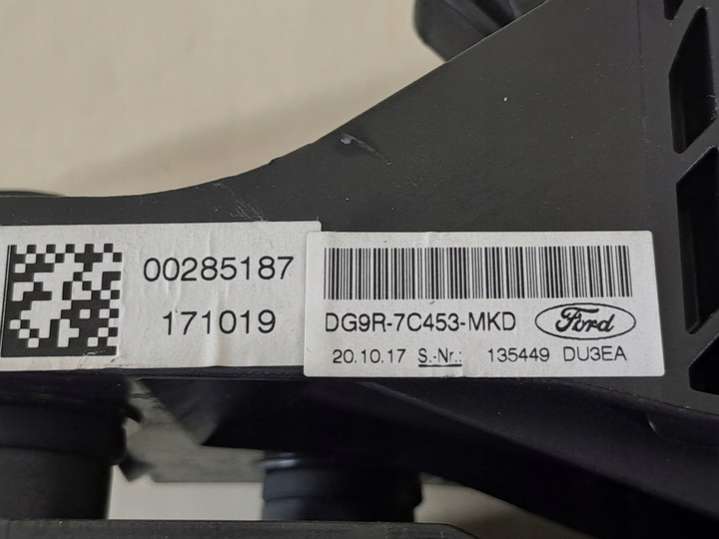 00285187
171019
DG9R-7C453-MKD Ford
20.10.17 S.-Nr.: 135449 DU3EA